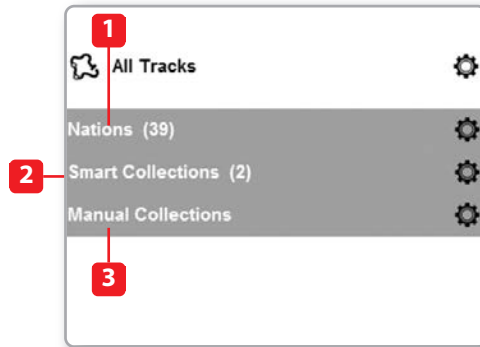 1
All Tracks
Nations (39)
2
Smart Collections (2)
Manual Collections
3